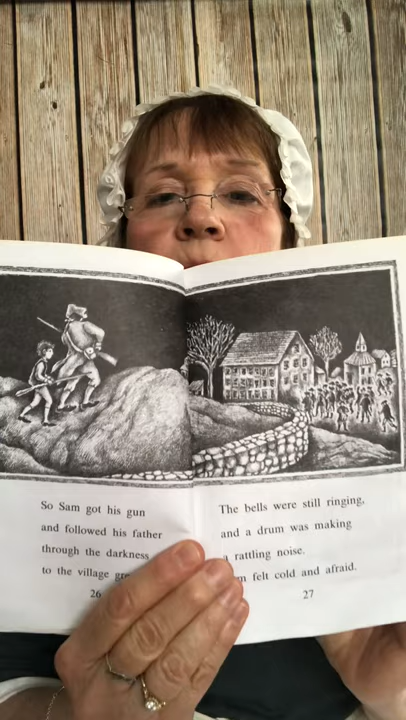 So Sam got his gun
and followed his father
through the darkness
to the village
26
The bells were still ringing,
and a drum was making
rattling noise.
felt cold and afraid.
27